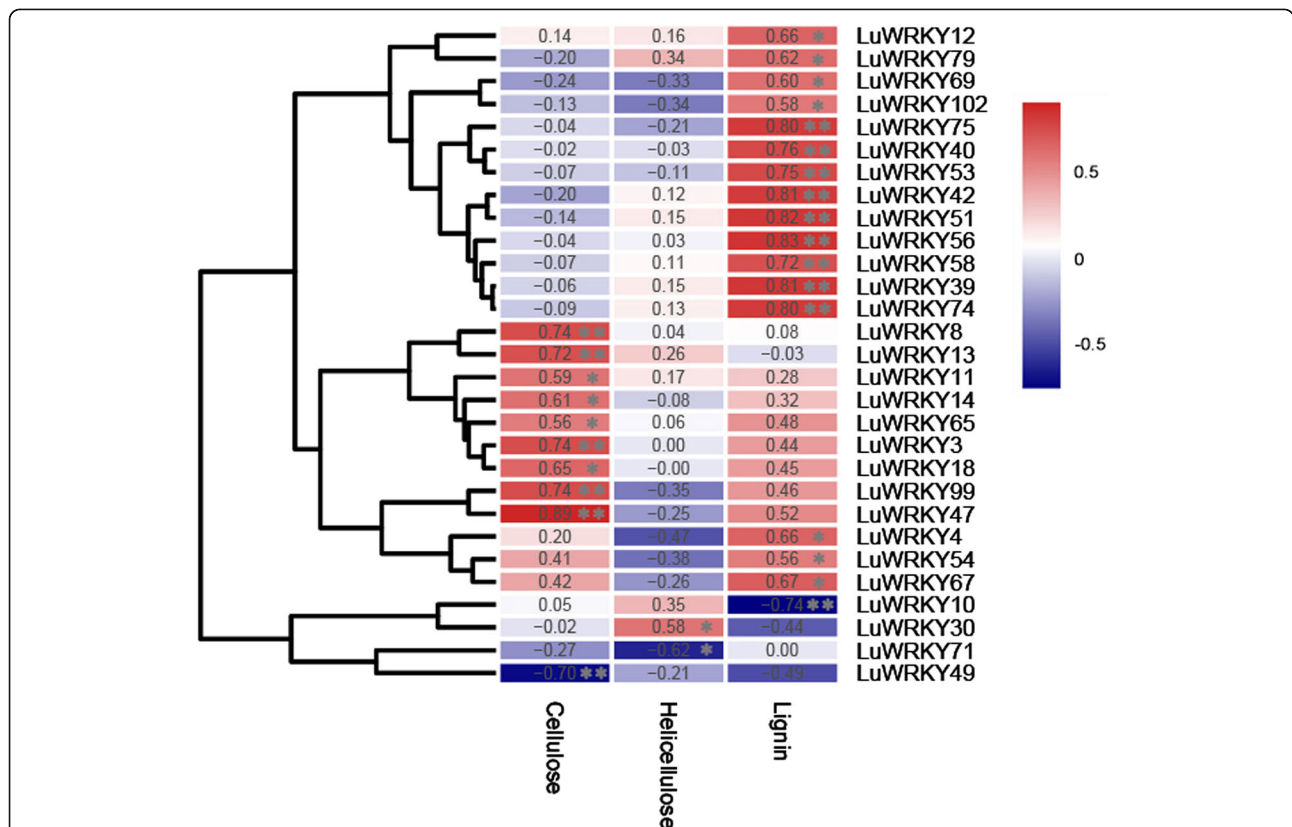 0.14 0.16 0.66 * LuWRKY12
−0.20 0.34 0.62 * LuWRKY79
−0.24 −0.33 0.60 * LuWRKY69
−0.13 −0.34 0.58 * LuWRKY102
−0.04 −0.21 0.80 ** LuWRKY75
−0.02 −0.03 0.76 ** LuWRKY40
−0.07 −0.11 0.75 ** LuWRKY53
−0.20 0.12 0.81 ** LuWRKY42
−0.14 0.15 0.82 ** LuWRKY51
−0.04 0.03 0.83 ** LuWRKY56
−0.07 0.11 0.72 ** LuWRKY58
−0.06 0.15 0.81 ** LuWRKY39
−0.09 0.13 0.80 ** LuWRKY74
0.74 ** 0.04 0.08 LuWRKY8
0.72 ** 0.26 −0.03 LuWRKY13
0.59 * 0.17 0.28 LuWRKY11
0.61 * −0.08 0.32 LuWRKY14
0.56 * 0.06 0.48 LuWRKY65
0.74 ** 0.00 0.44 LuWRKY3
0.65 * −0.00 0.45 LuWRKY18
0.74 ** −0.35 0.46 LuWRKY99
0.89 ** −0.25 0.52 LuWRKY47
0.20 −0.47 0.66 * LuWRKY4
0.41 −0.38 0.56 * LuWRKY54
0.42 −0.26 0.67 * LuWRKY67
0.05 0.35 −0.74 ** LuWRKY10
−0.02 0.58 * −0.44 LuWRKY30
−0.27 −0.62 * 0.00 LuWRKY71
−0.70 ** −0.21 −0.49 LuWRKY49
Cellulose
Helicellulose
Lignin
0.5
0
-0.5